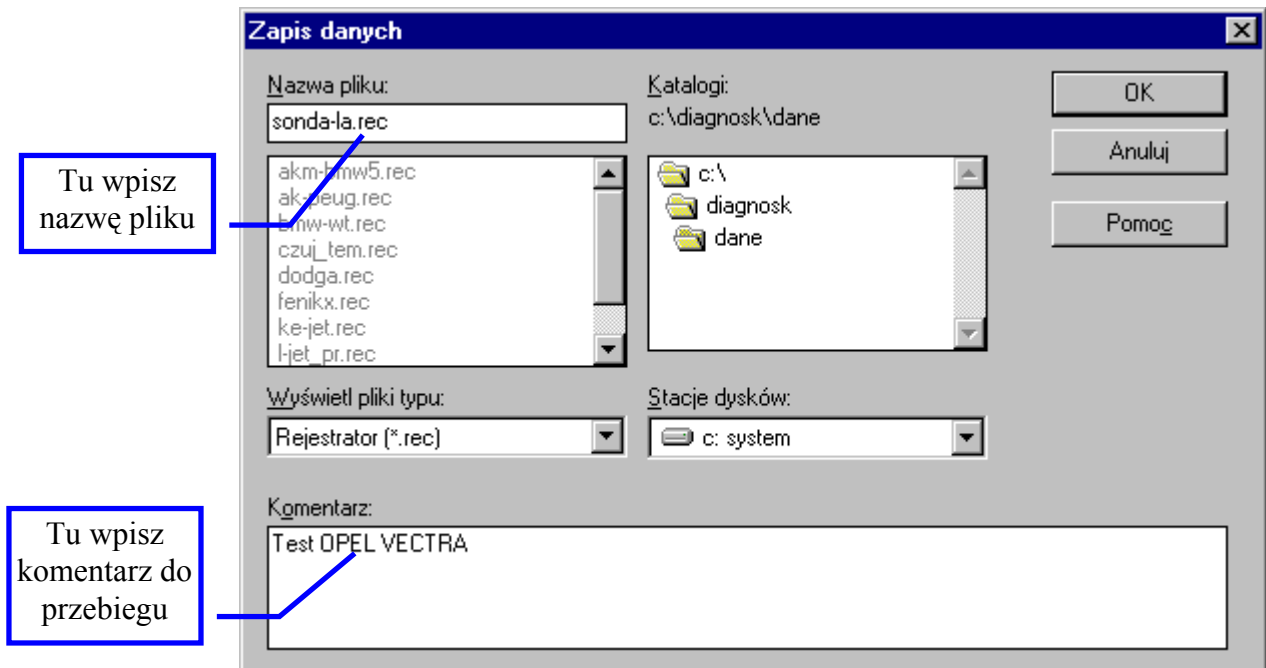 Zapis danych
Nazwa pliku:
sonda-la.rec
Tu wpisz
nazwę pliku
akm-bmw5.rec
ak-peug.rec
bmw-wt.rec
czuj_tem.rec
dodga.rec
fenikx.rec
ke-jet.rec
l-jet_pr.rec
Katalogi:
c:\diagnosk\dane
c:\
diagnosk
dane
OK
Anuluj
Pomoc
Wyświetl pliki typu:
Rejestrator (*.rec)
Stacje dysków:
c: system
Komentarz:
Test OPEL VECTRA
Tu wpisz
komentarz do
przebiegu